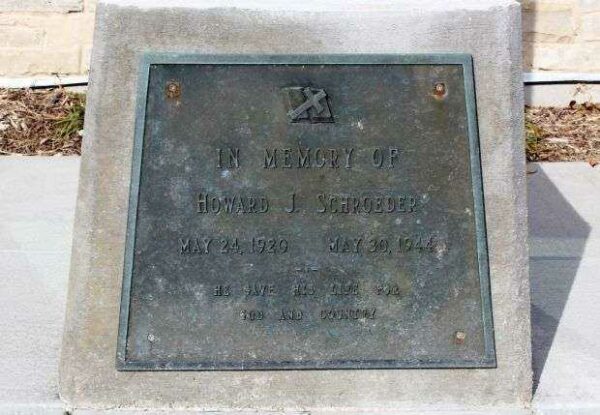 IN MEMORY OF
HOWARD J. SCHROEDER
MAY 24, 1920 MAY 30, 1944
HE GAVE HIS LIFE FOR
GOD AND COUNTRY